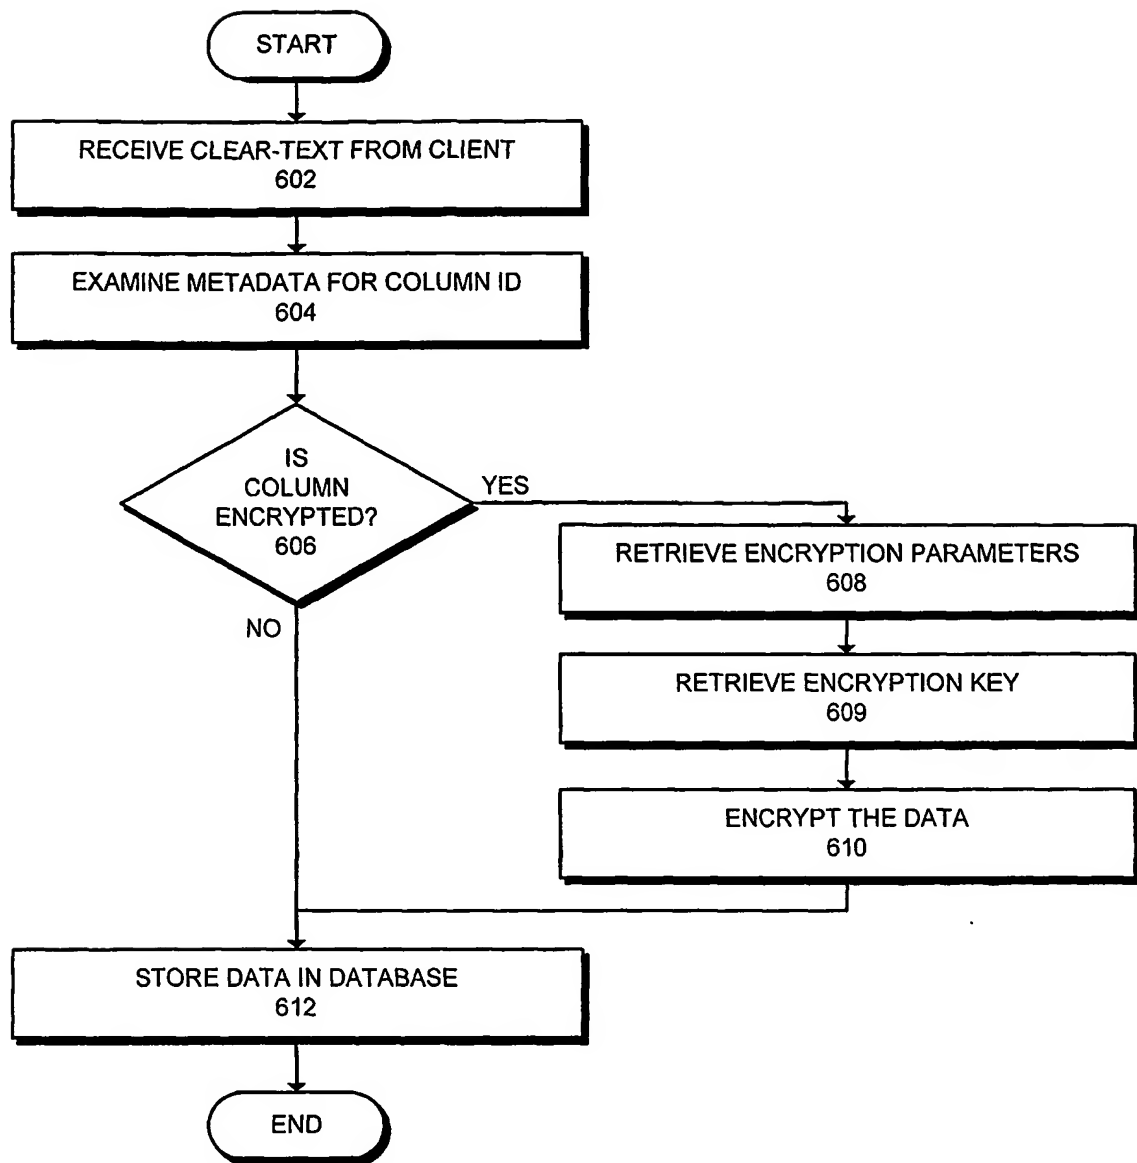 START
RECEIVE CLEAR-TEXT FROM CLIENT
602
EXAMINE METADATA FOR COLUMN ID
604
IS
COLUMN
ENCRYPTED?
606
YES
NO
RETRIEVE ENCRYPTION PARAMETERS
608
RETRIEVE ENCRYPTION KEY
609
ENCRYPT THE DATA
610
STORE DATA IN DATABASE
612
END